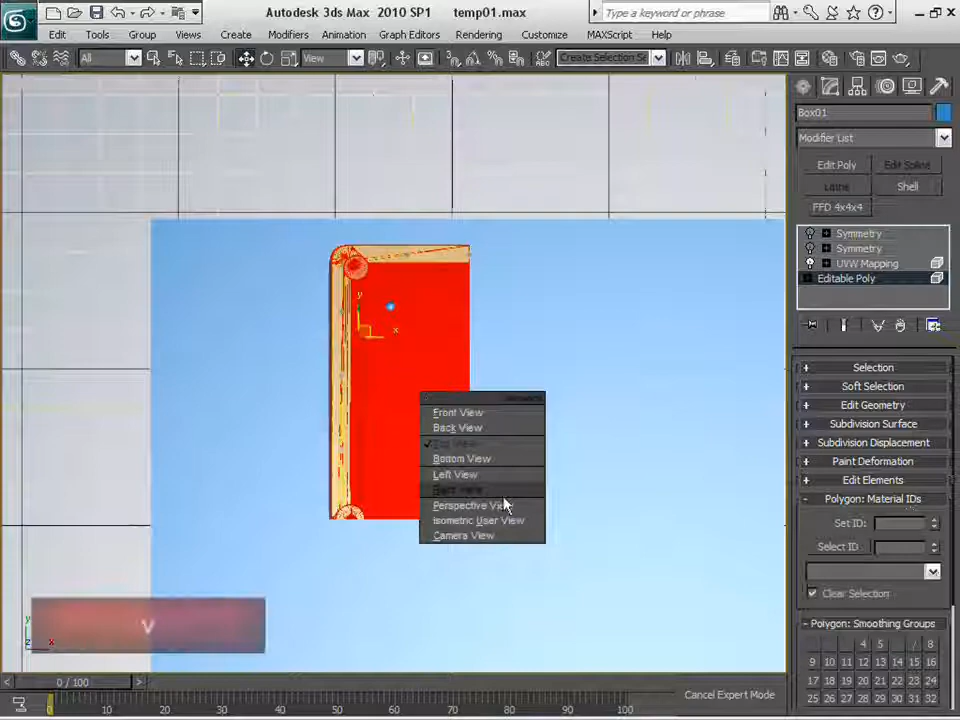 Autodesk 3ds Max 2010 SP1 temp01.max
Type a keyword or phrase
Edit Tools Group Views Create Modifiers Animation Graph Editors Rendering Customize MAXScript Help
All
View
Create Selection Se
Box01
Modifier List
Edit Poly
Edit Spline
Lathe
Shell
FFD 4x4x4
Symmetry
Symmetry
UVW Mapping
Editable Poly
y
x
Front View
Back View
Top View
Bottom View
Left View
Right View
Perspective View
Isometric User View
Camera View
Selection
Soft Selection
Edit Geometry
Subdivision Surface
Subdivision Displacement
Paint Deformation
Edit Elements
Polygon: Material IDs
Set ID:
Select ID
Clear Selection
Polygon: Smoothing Groups
4 5 8
9 10 11 12 13 14 15 16
17 18 19 20 21 22 23 24
25 26 27 28 29 30 31 32
v
y
z x
0 / 100
Cancel Expert Mode
0 10 20 30 40 50 60 70 80 90 100